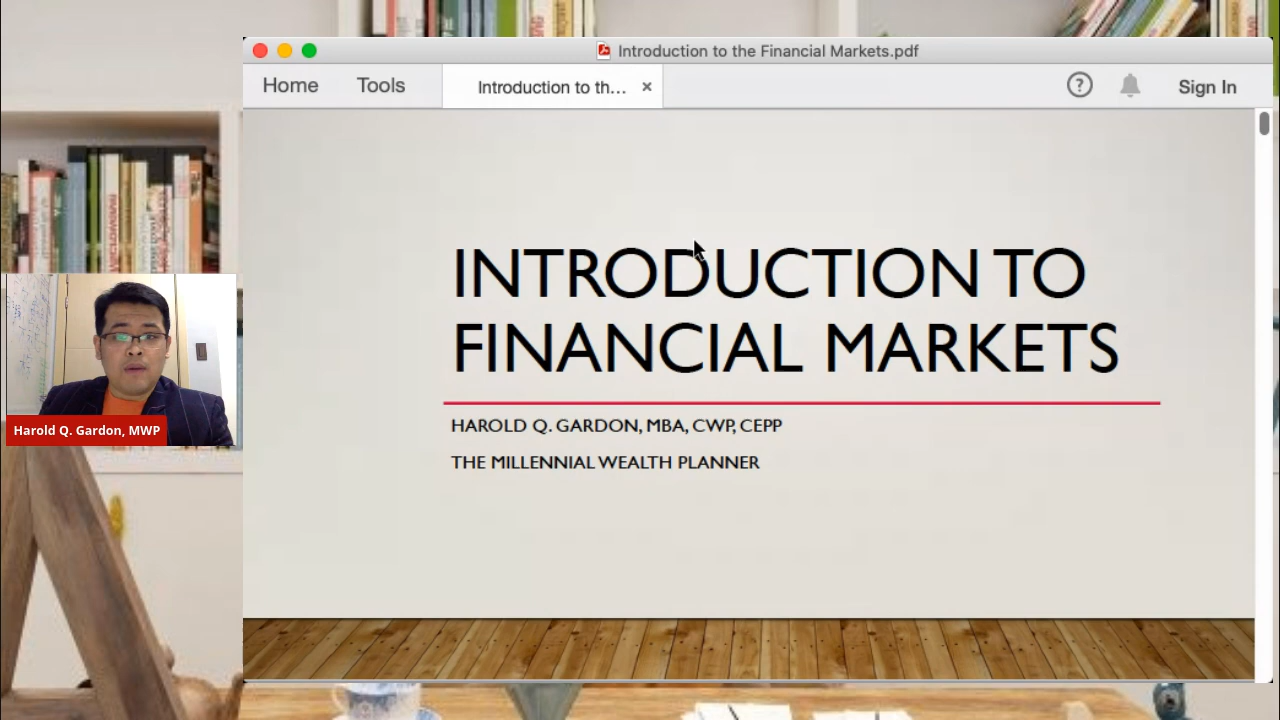 Introduction to the Financial Markets.pdf
Home Tools Introduction to th... × ? Sign In
INTRODUCTION TO
FINANCIAL MARKETS
HAROLD Q. GARDON, MBA, CWP, CEPP
THE MILLENNIAL WEALTH PLANNER
Harold Q. Gardon, MWP